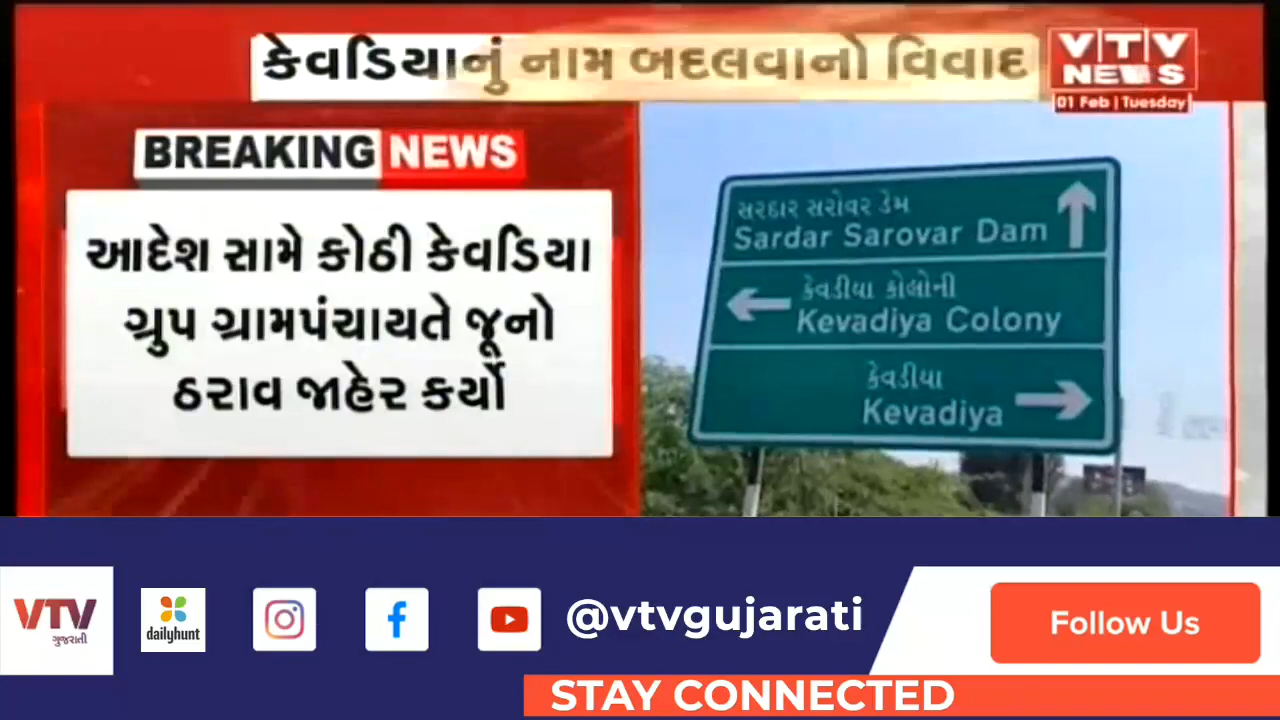 કેવડિયાનું નામ બદલવાનો વિવાદ
VTV
NEWS
01 Feb | Tuesday
BREAKING NEWS
આદેશ સામે કોઠી કેવડિયા
ગ્રુપ ગ્રામપંચાયતે જૂનો
ઠરાવ જાહેર કર્યો
સરદાર સરોવર ડેમ
Sardar Sarovar Dam
કેવડીયા કોલોની
Kevadiya Colony
કેવડીયા
Kevadiya
VTV
ગુજરાતી
dailyhunt
@vtvgujarati
Follow Us
STAY CONNECTED